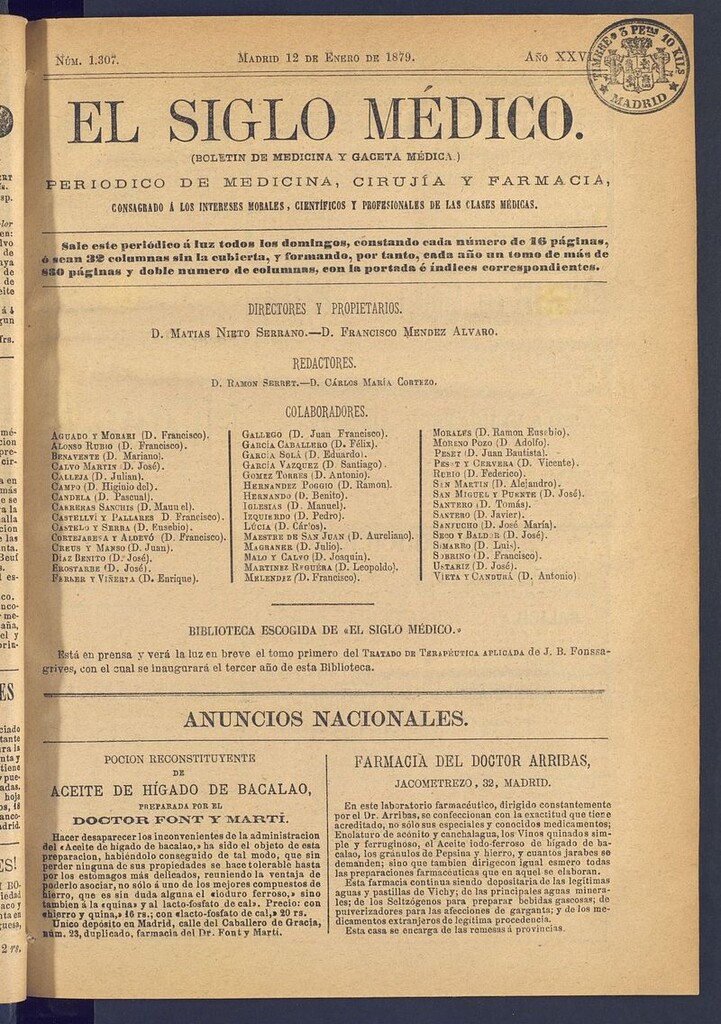 NÚM. 1.307.
MADRID 12 DE ENERO DE 1879.
AÑO XXVI
TIMBRE 3 PEtas 10 KILS
MADRID
EL SIGLO MÉDICO.
(BOLETIN DE MEDICINA Y GACETA MÉDICA.)
PERIODICO DE MEDICINA, CIRUJÍA Y FARMACIA,
CONSAGRADO Á LOS INTERESES MORALES, CIENTÍFICOS Y PROFESIONALES DE LAS CLASES MÉDICAS.
Sale este periódico á luz todos los domingos, constando cada número de 16 páginas,
ó sean 32 columnas sin la cubierta, y formando, por tanto, cada año un tomo de más de
830 páginas y doble número de columnas, con la portada é índices correspondientes.
DIRECTORES Y PROPIETARIOS.
D. MATIAS NIETO SERRANO.—D. FRANCISCO MENDEZ ALVARO.
REDACTORES.
D. RAMON SERRET.—D. CÁRLOS MARÍA CORTEZO.
COLABORADORES.
AGUADO Y MORARI (D. Francisco).
ALONSO RUBIO (D. Francisco).
BENAVENTE (D. Mariano).
CALVO MARTIN (D. José).
CALLEJA (D. Julian).
CAMPO (D. Higinio del).
CANDELA (D. Pascual).
CARRERAS SANCHIS (D. Manuel).
CASTELLVÍ Y PALLARES D. Francisco).
CASTELO Y SERRA (D. Eusebio).
CORTEJARENA Y ALDEVÓ (D. Francisco).
CREUS Y MANSO (D. Juan).
DIAZ BENITO (D. José).
EROSTARBE (D. José).
FERRER Y VIÑERTA (D. Enrique).
GALLEGO (D. Juan Francisco).
GARCÍA CABALLERO (D. Félix).
GARCÍA SOLÁ (D. Eduardo).
GARCÍA VAZQUEZ (D. Santiago).
GOMEZ TORRES (D. Antonio).
HERNANDEZ POGGIO (D. Ramon).
HERNANDO (D. Benito).
IGLESIAS (D. Manuel).
IZQUIERDO (D. Pedro).
LÚCIA (D. Cárlos).
MAESTRE DE SAN JUAN (D. Aureliano).
MAGRANER (D. Julio).
MALO Y CALVO (D. Joaquin).
MARTINEZ REGUÉRA (D. Leopoldo).
MELENDEZ (D. Francisco).
MORALES (D. Ramon Eusebio).
MORENO POZO (D Adolfo).
PESET (D. Juan Bautista).
PESET Y CERVERA (D. Vicente).
RUBIO (D. Federico).
SAN MARTIN (D. Alejandro).
SAN MIGUEL Y PUENTE (D. José).
SANTERO (D. Tomás).
SANTERO (D. Javier).
SANTUCHO (D. José María).
SECO Y BALDOR (D. José).
SIMARRO (D. Luis).
SOBRINO (D. Francisco).
USTARIZ (D. José).
VIETA Y CANDURÁ (D. Antonio)
BIBLIOTECA ESCOGIDA DE «EL SIGLO MÉDICO.»
Está en prensa y verá la luz en breve el tomo primero del TRATADO DE TERAPÉUTICA APLICADA de J. B. Fonssa-
grives, con el cual se inaugurará el tercer año de esta Biblioteca.
ANUNCIOS NACIONALES.
POCION RECONSTITUYENTE
DE
ACEITE DE HÍGADO DE BACALAO,
PREPARADA POR EL
DOCTOR FONT Y MARTÍ.
Hacer desaparecer los inconvenientes de la administracion
del «Aceite de hígado de bacalao,» ha sido el objeto de esta
preparacion, habiéndolo conseguido de tal modo, que sin
perder ninguna de sus propiedades se hace tolerable hasta
por los estómagos más delicados, reuniendo la ventaja de
poderlo asociar, no sólo á uno de los mejores compuestos de
hierro, que es sin duda alguna el «ioduro ferroso,» sino
tambien á la «quina» y al lacto-fosfato de cal». Precio: con
«hierro y quina,» 16 rs.; con «lacto-fosfato de cal,» 20 rs.
Unico depósito en Madrid, calle del Caballero de Gracia,
núm. 23, duplicado, farmacia del Dr. Font y Martí.
FARMACIA DEL DOCTOR ARRIBAS,
JACOMETREZO, 32, MADRID.
En este laboratorio farmacéutico, dirigido constantemente
por el Dr. Arribas, se confeccionan con la exactitud que tiene
acreditado, no sólo sus especiales y conocidos medicamentos;
Enolaturo de acónito y canchalagua, los Vinos quinados sim-
ple y ferruginoso, el Aceite iodo-ferroso de hígado de ba-
calao, los gránulos de Pepsina y hierro, y cuantos jarabes se
demanden; sino que tambien dirige con igual esmero todas
las preparaciones farmacéuticas que en aquel se elaboran.
Esta farmacia continua siendo depositaria de las legítimas
aguas y pastillas de Vichy; de las principales aguas minera-
les; de los Seltzógenos para preparar bebidas gaseosas; de
pulverizadores para las afecciones de garganta; y de los me-
dicamentos extranjeros de legítima procedencia.
Esta casa se encarga de las remesas á provincias.